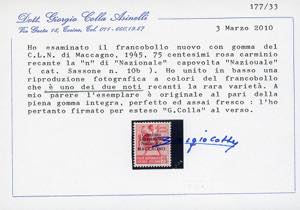 177/33
Dott. Giorgio Colla Asinelli
3 Marzo 2010
Ho esaminato il francobollo nuovo con gomma del
C.L.N. di Maccagno, 1945, 75 centesimi rosa carminio
recante la "n" di "Nazionale" capovolta "Naziouale"
( cat. Sassone n. 10b ). Ho unito in basso una
riproduzione fotografica a colori del francobollo
che è uno dei due noti recanti la rara varietà. A
mio parere l'esemplare è originale al pari della
piena gomma integra, perfetto ed assai fresco : l'ho
pertanto firmato per esteso "G.Colla" al verso.
MACCAGNO